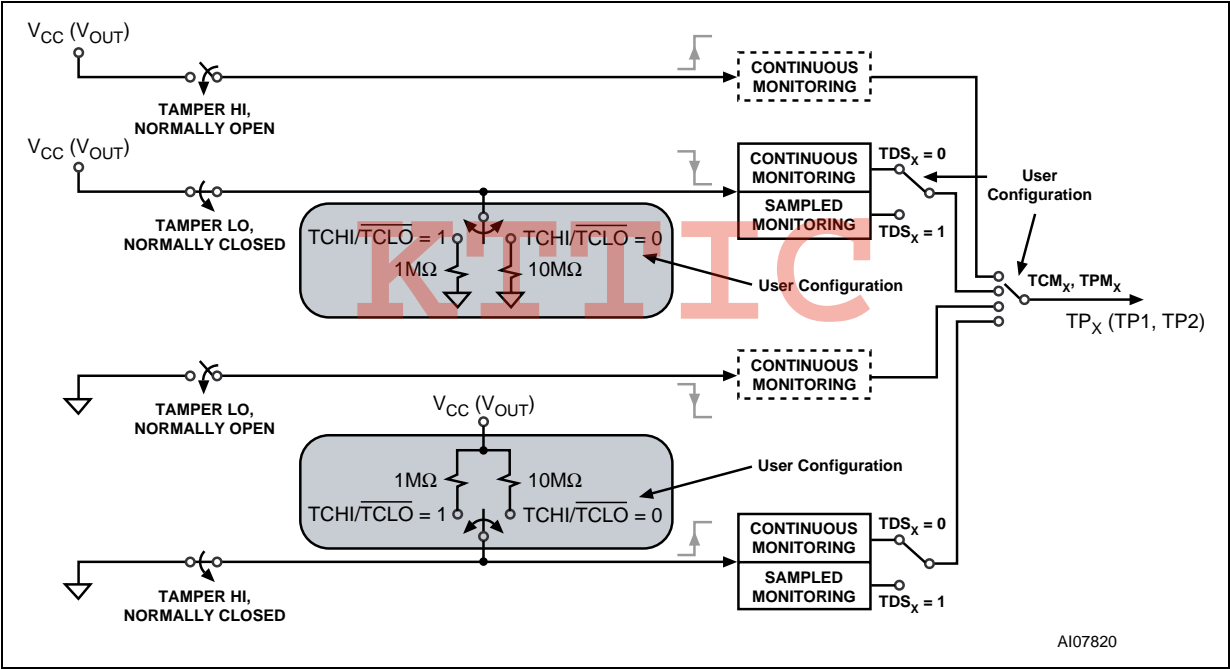 VCC (VOUT)
TAMPER HI,
NORMALLY OPEN
CONTINUOUS
MONITORING
VCC (VOUT)
TAMPER LO,
NORMALLY CLOSED
CONTINUOUS
MONITORING
SAMPLED
MONITORING
TDSX = 0
TDSX = 1
User
Configuration
TCHI/TCLO = 1
TCHI/TCLO = 0
1MΩ
10MΩ
User Configuration
KTTIC
TCMX, TPMX
TPX (TP1, TP2)
TAMPER LO,
NORMALLY OPEN
CONTINUOUS
MONITORING
VCC (VOUT)
1MΩ
10MΩ
TCHI/TCLO = 1
TCHI/TCLO = 0
User Configuration
TAMPER HI,
NORMALLY CLOSED
CONTINUOUS
MONITORING
SAMPLED
MONITORING
TDSX = 0
TDSX = 1
AI07820